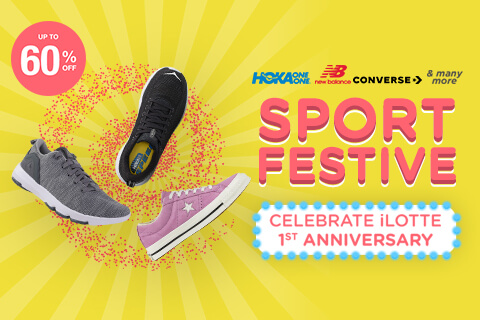 UP TO
60% OFF
HOKA ONE ONE
new balance
CONVERSE
& many more
SPORT
FESTIVE
CELEBRATE iLOTTE
1ST ANNIVERSARY